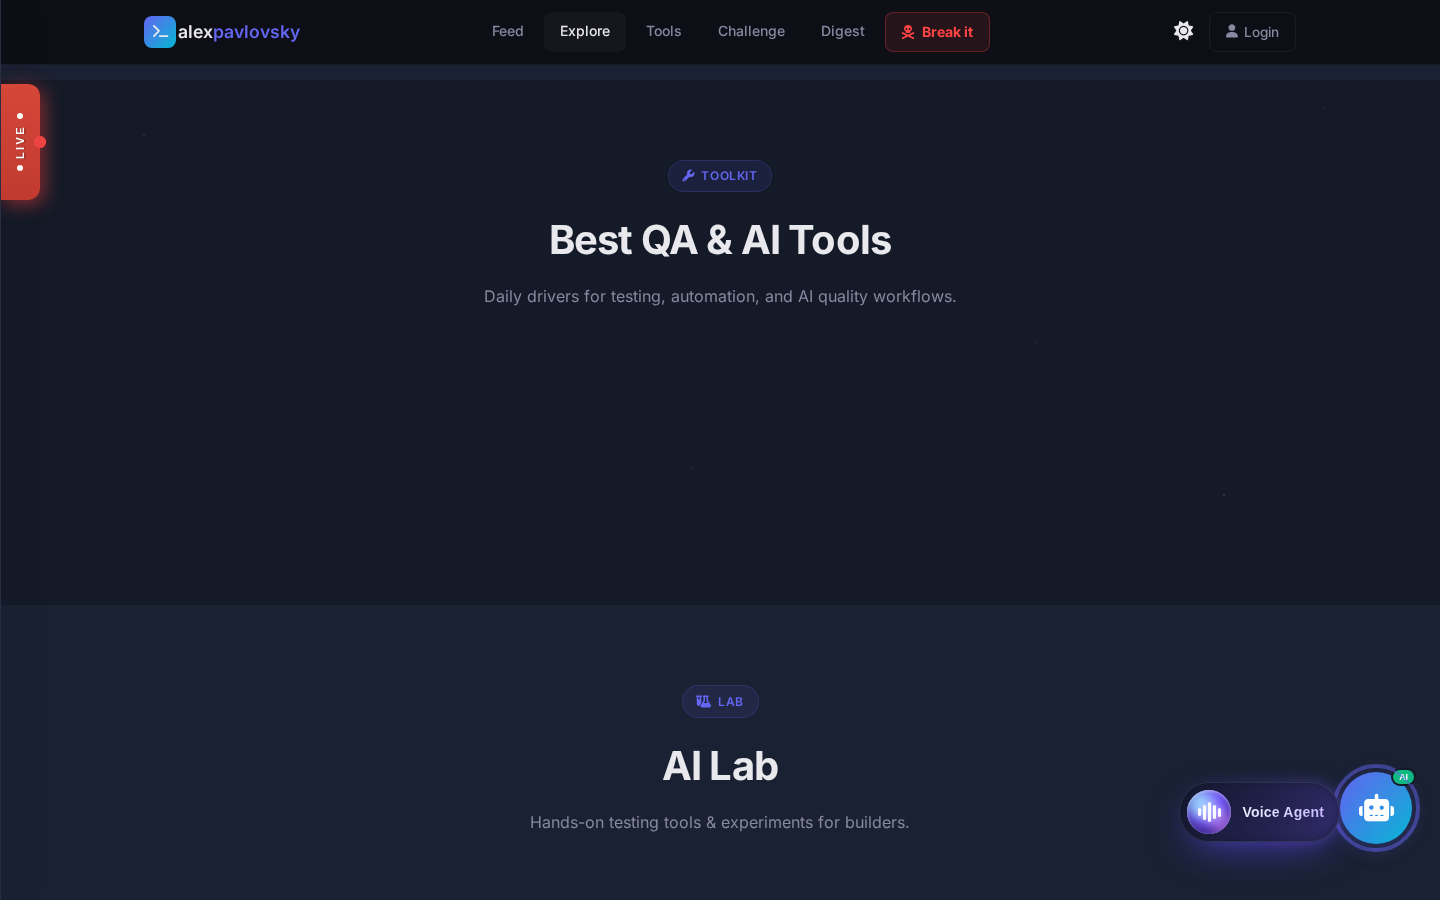 alexpavlovsky
Feed
Explore
Tools
Challenge
Digest
Break it
Login
LIVE
TOOLKIT
Best QA & AI Tools
Daily drivers for testing, automation, and AI quality workflows.
LAB
AI Lab
Hands-on testing tools & experiments for builders.
Voice Agent
AI